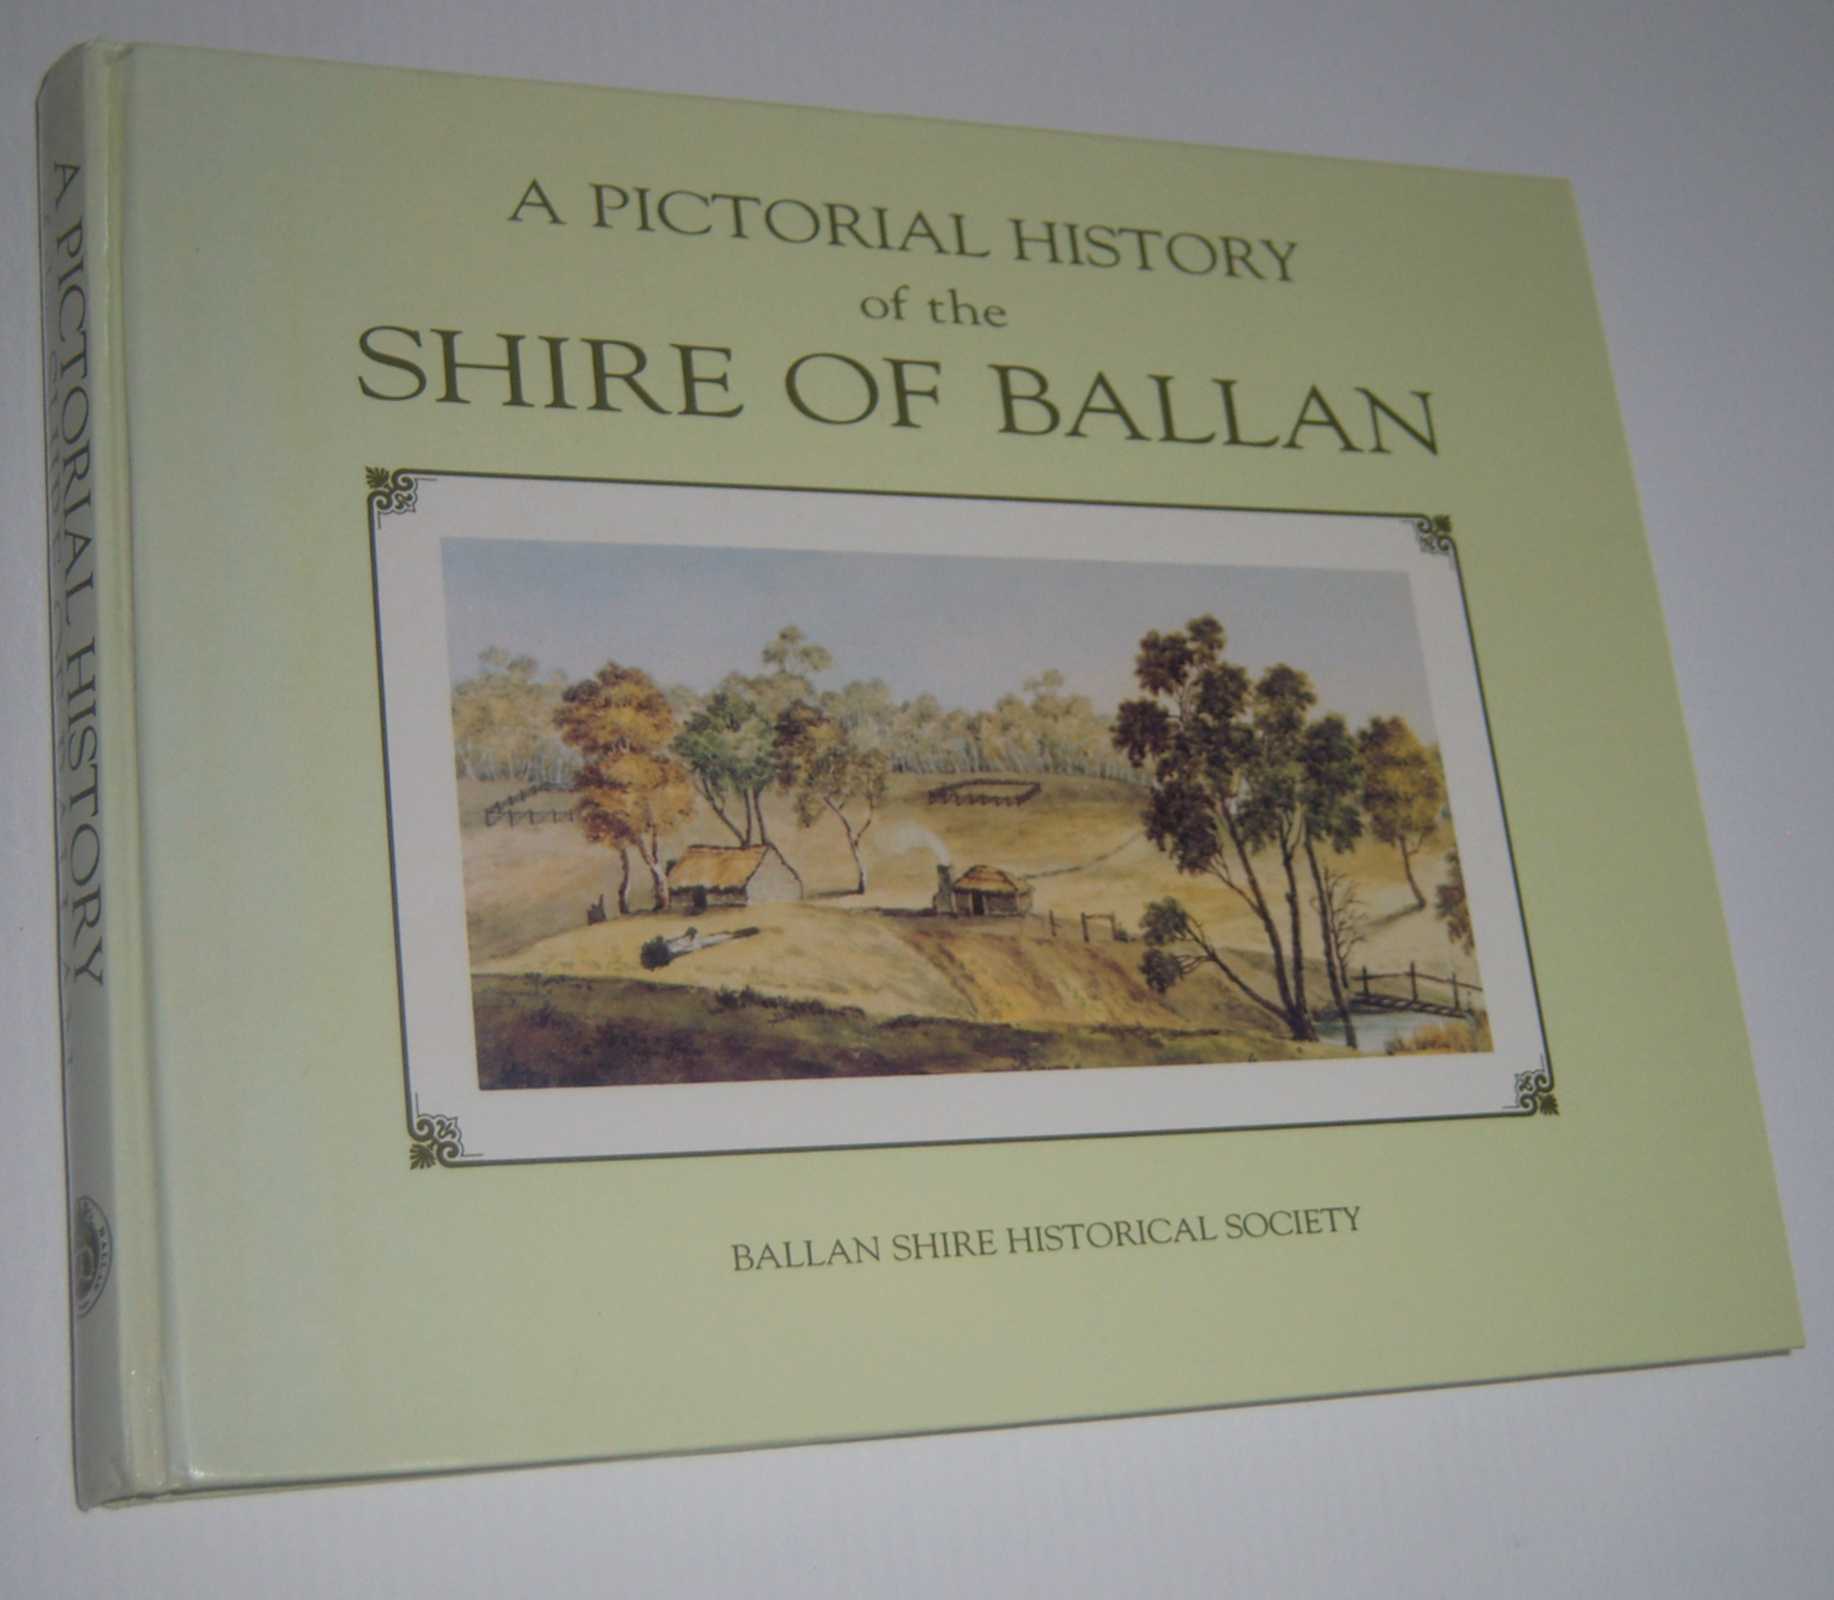 A PICTORIAL HISTORY
of the
SHIRE OF BALLAN
BALLAN SHIRE HISTORICAL SOCIETY
A PICTORIAL HISTORY